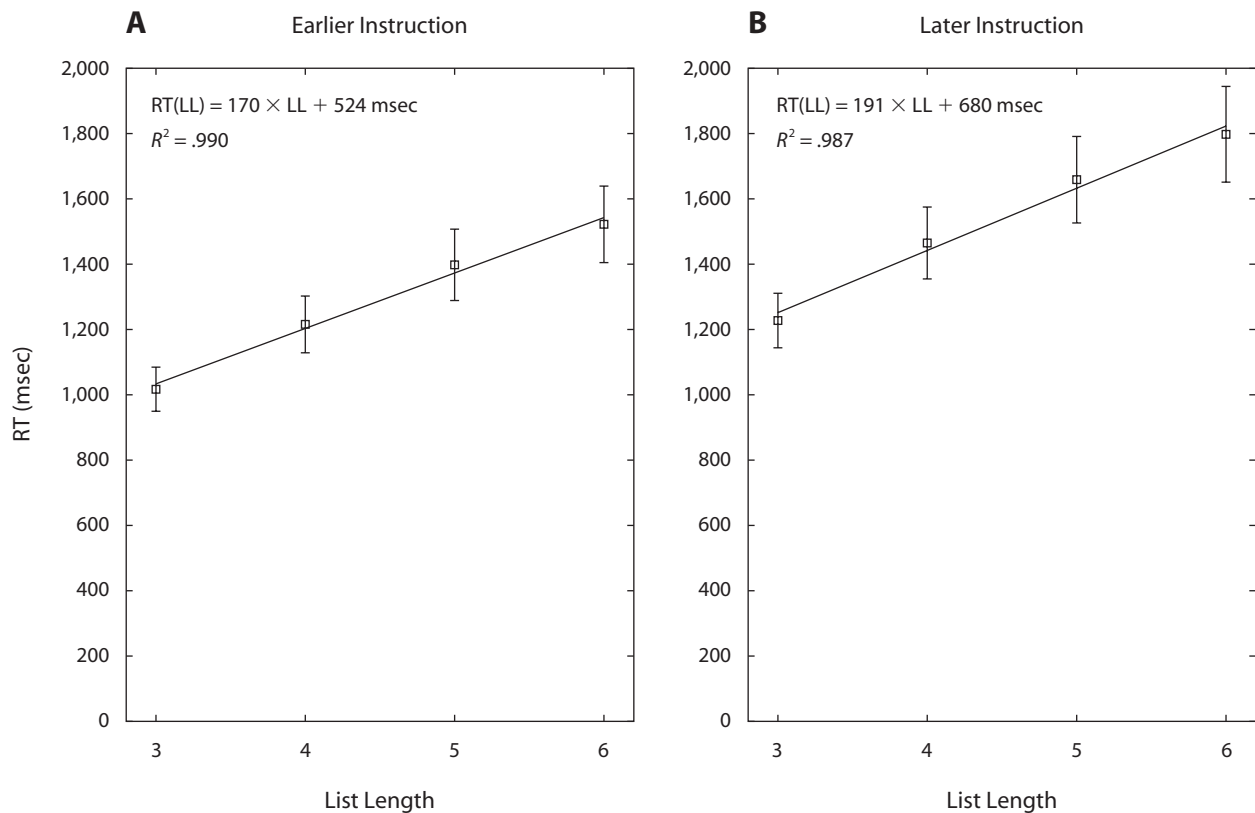 A Earlier Instruction
RT(LL) = 170 × LL + 524 msec
R² = .990
2,000
1,800
1,600
1,400
1,200
1,000
800
600
400
200
0
RT (msec)
3 4 5 6
List Length
B Later Instruction
RT(LL) = 191 × LL + 680 msec
R² = .987
2,000
1,800
1,600
1,400
1,200
1,000
800
600
400
200
0
3 4 5 6
List Length